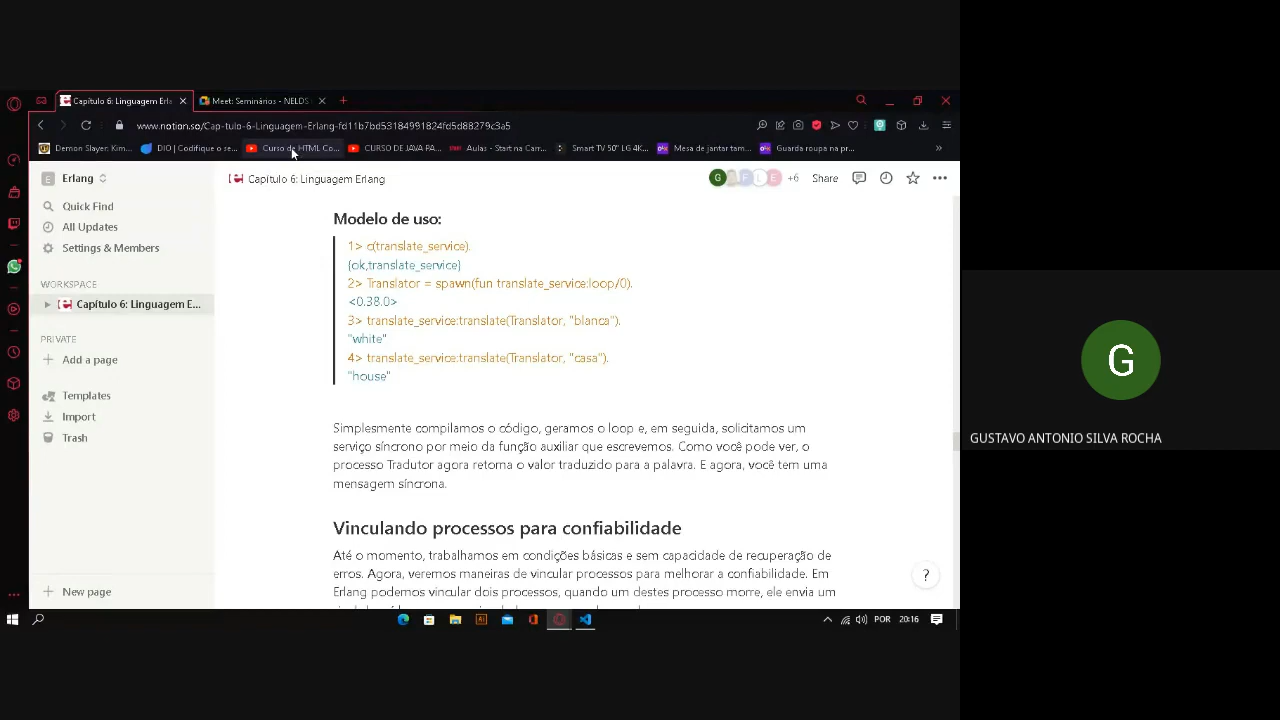 Capítulo 6: Linguagem Erla
Meet: Seminários - NELDS
www.notion.so/Cap-tulo-6-Linguagem-Erlang-fd11b7bd53184991824fd5d88279c3a5
Demon Slayer: Kim...
DIO | Codifique o se...
Curso de HTML Co...
CURSO DE JAVA PA...
Aulas - Start na Carr...
Smart TV 50" LG 4K...
Mesa de jantar tam...
Guarda roupa na pr...
Erlang
Capítulo 6: Linguagem Erlang
G
F
L
E
+6
Share
Quick Find
All Updates
Settings & Members
WORKSPACE
Capítulo 6: Linguagem E...
PRIVATE
Add a page
Templates
Import
Trash
New page
Modelo de uso:
1> c(translate_service).
{ok,translate_service}
2> Translator = spawn(fun translate_service:loop/0).
<0.38.0>
3> translate_service:translate(Translator, "blanca").
"white"
4> translate_service:translate(Translator, "casa").
"house"
Simplesmente compilamos o código, geramos o loop e, em seguida, solicitamos um
serviço síncrono por meio da função auxiliar que escrevemos. Como você pode ver, o
processo Tradutor agora retorna o valor traduzido para a palavra. E agora, você tem uma
mensagem síncrona.
Vinculando processos para confiabilidade
Até o momento, trabalhamos em condições básicas e sem capacidade de recuperação de
erros. Agora, veremos maneiras de vincular processos para melhorar a confiabilidade. Em
Erlang podemos vincular dois processos, quando um destes processo morre, ele envia um
?
POR
20:16
G
GUSTAVO ANTONIO SILVA ROCHA